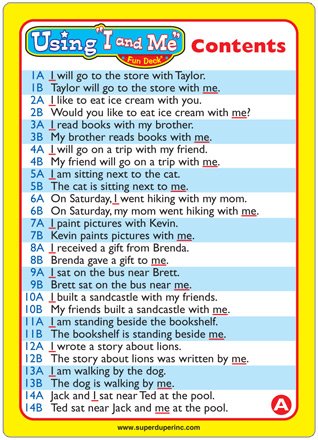 Using "I and Me"
Fun Deck®
Contents
1A I will go to the store with Taylor.
1B Taylor will go to the store with me.
2A I like to eat ice cream with you.
2B Would you like to eat ice cream with me?
3A I read books with my brother.
3B My brother reads books with me.
4A I will go on a trip with my friend.
4B My friend will go on a trip with me.
5A I am sitting next to the cat.
5B The cat is sitting next to me.
6A On Saturday, I went hiking with my mom.
6B On Saturday, my mom went hiking with me.
7A I paint pictures with Kevin.
7B Kevin paints pictures with me.
8A I received a gift from Brenda.
8B Brenda gave a gift to me.
9A I sat on the bus near Brett.
9B Brett sat on the bus near me.
10A I built a sandcastle with my friends.
10B My friends built a sandcastle with me.
11A I am standing beside the bookshelf.
11B The bookshelf is standing beside me.
12A I wrote a story about lions.
12B The story about lions was written by me.
13A I am walking by the dog.
13B The dog is walking by me.
14A Jack and I sat near Ted at the pool.
14B Ted sat near Jack and me at the pool.
A
www.superduperinc.com